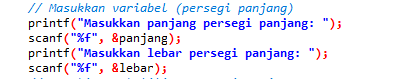 // Masukkan variabel (persegi panjang)
printf("Masukkan panjang persegi panjang: ");
scanf("%f", &panjang);
printf("Masukkan lebar persegi panjang: ");
scanf("%f", &lebar);